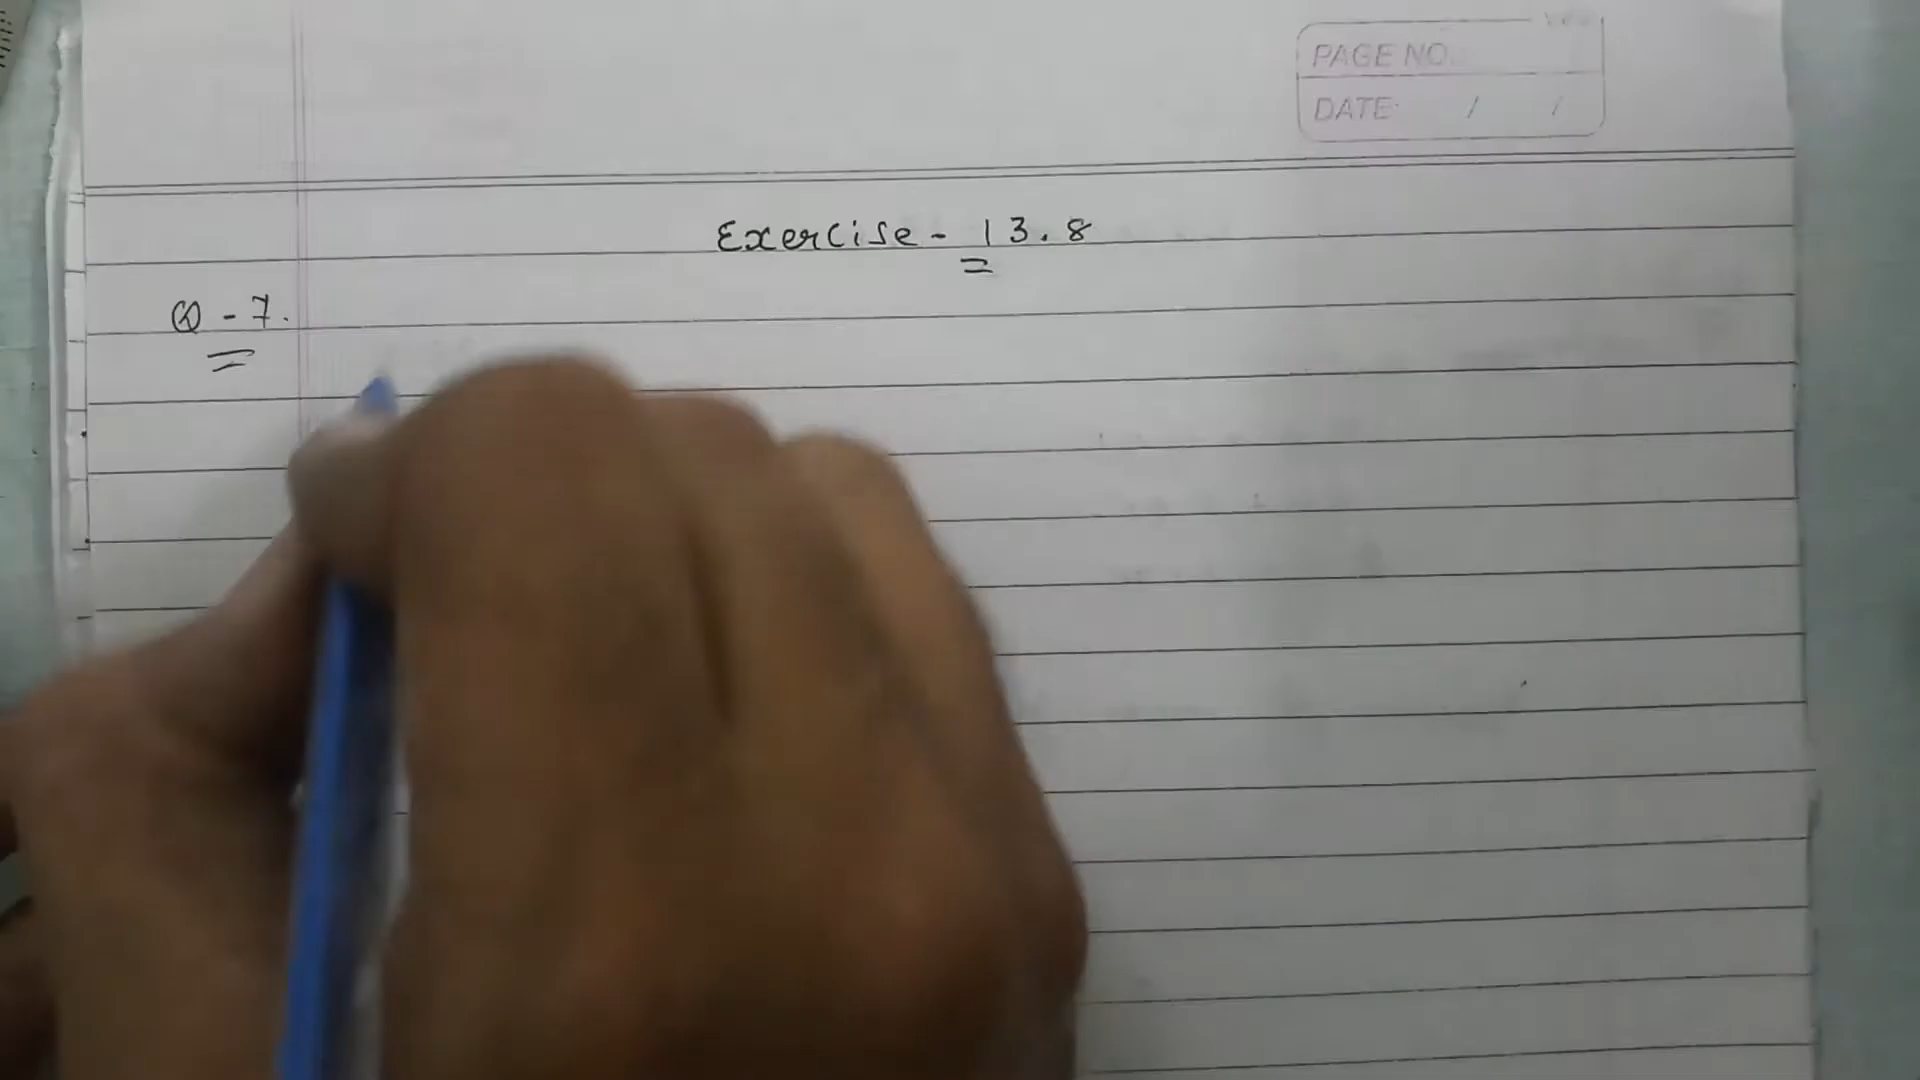 PAGE NO.
DATE: / /
Exercise - 13.8
Q - 7.